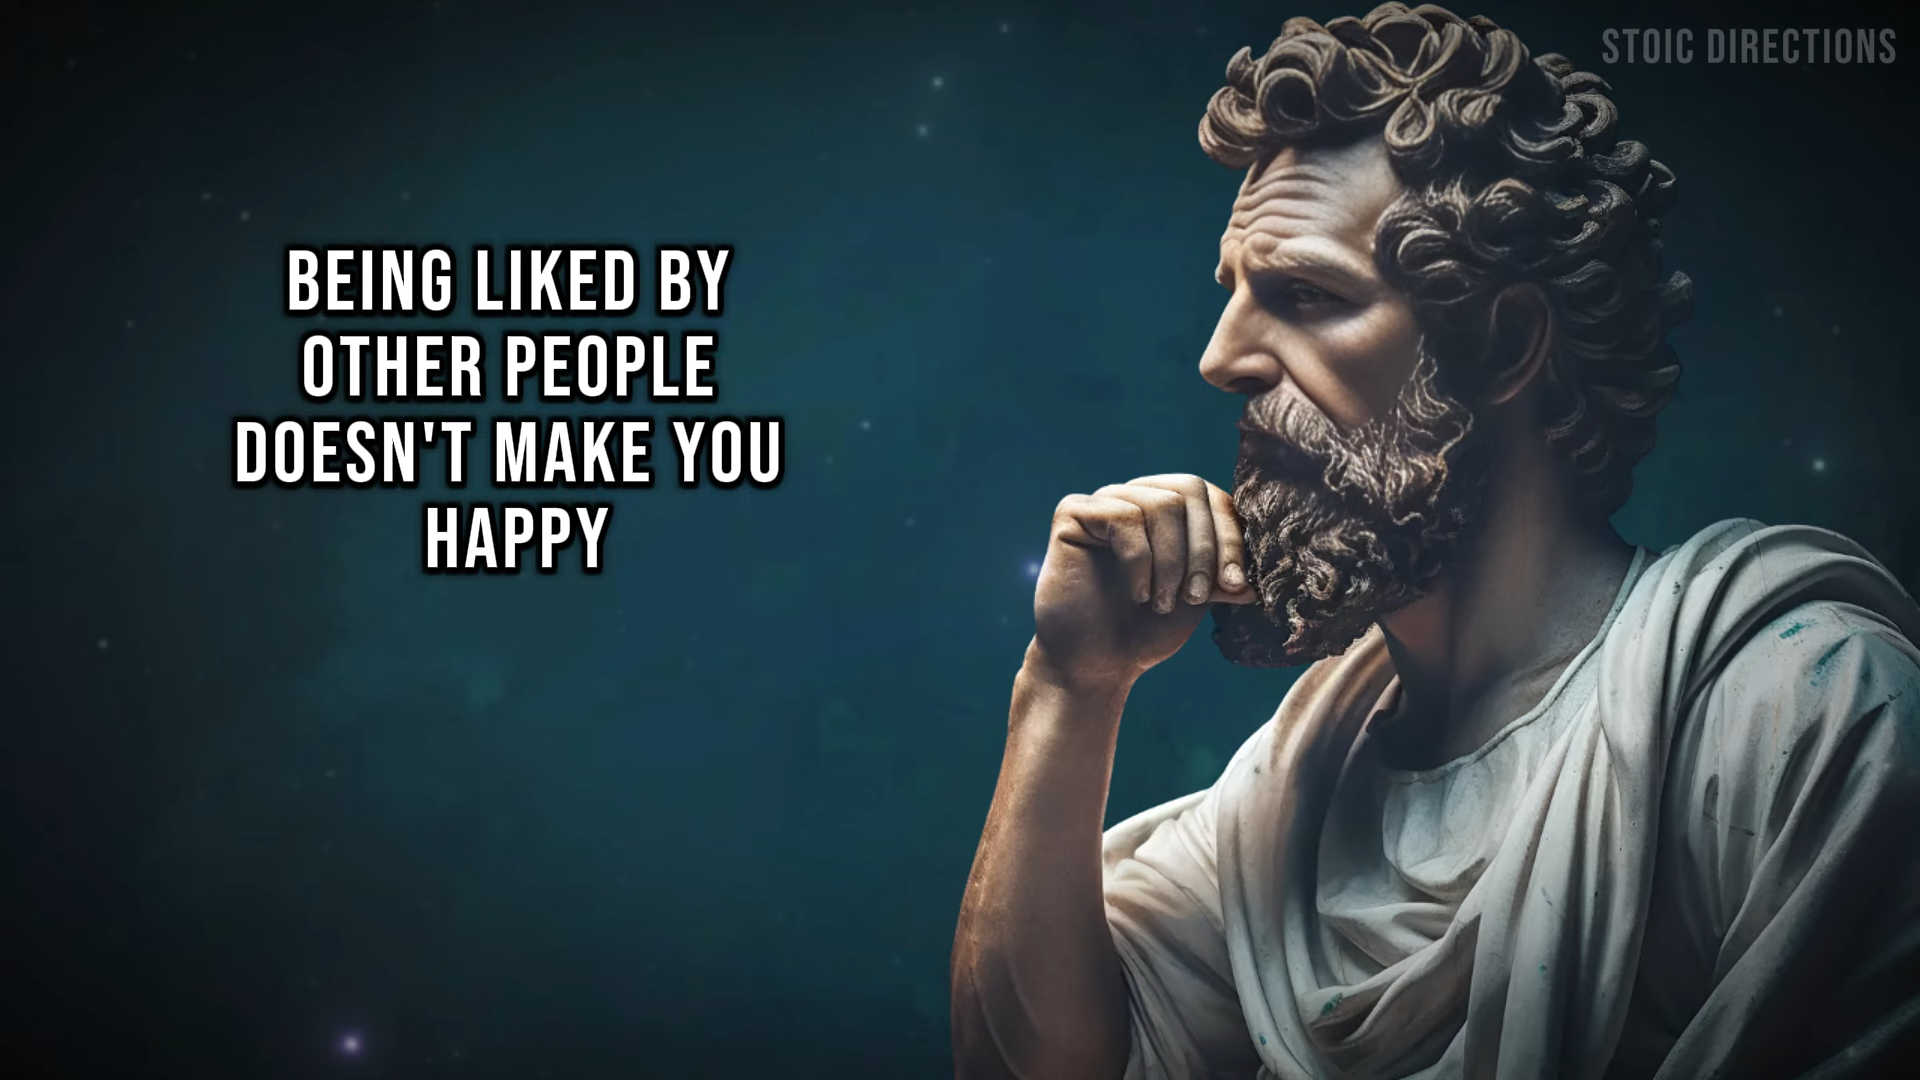 STOIC DIRECTIONS
BEING LIKED BY
OTHER PEOPLE
DOESN'T MAKE YOU
HAPPY